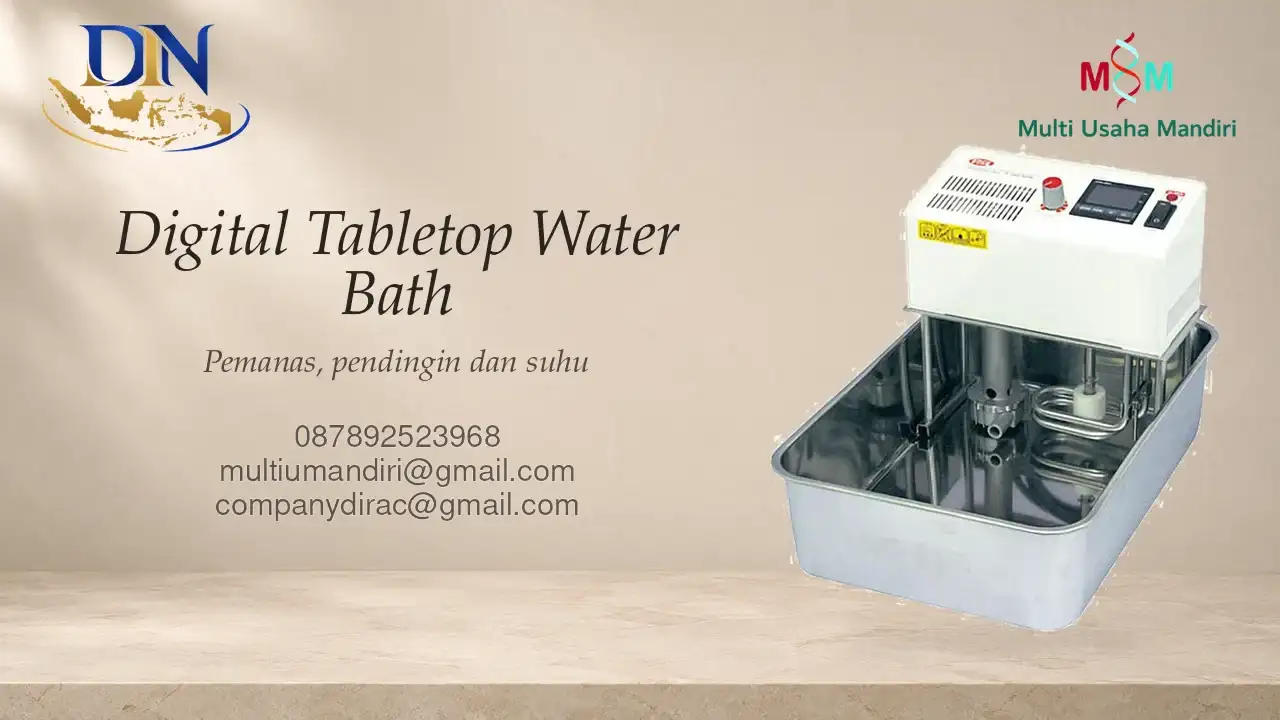 DN
M M
Multi Usaha Mandiri
Digital Tabletop Water
Bath
Pemanas, pendingin dan suhu
087892523968
multiumandiri@gmail.com
companydirac@gmail.com